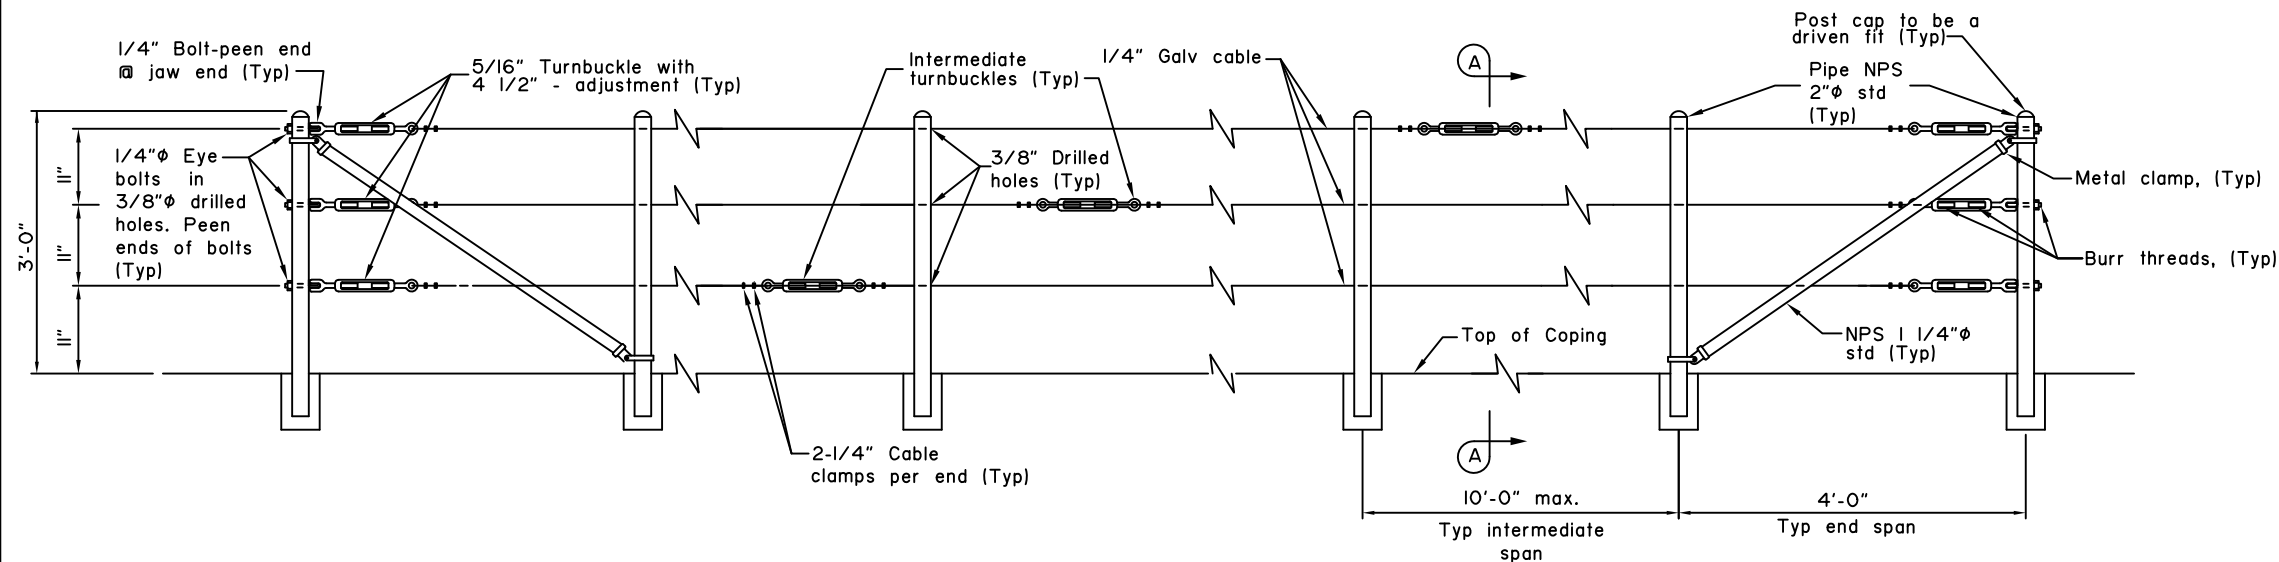 1/4" Bolt-peen end
@ jaw end (Typ)
5/16" Turnbuckle with
4 1/2" - adjustment (Typ)
Intermediate
turnbuckles (Typ)
1/4" Galv cable
A
Post cap to be a
driven fit (Typ)
Pipe NPS
2"ϕ std
(Typ)
1/4"ϕ Eye
bolts in
3/8"ϕ drilled
holes. Peen
ends of bolts
(Typ)
3/8" Drilled
holes (Typ)
Metal clamp, (Typ)
Burr threads, (Typ)
3'-0"
11"
11"
11"
Top of Coping
NPS 1 1/4"ϕ
std (Typ)
2-1/4" Cable
clamps per end (Typ)
A
10'-0" max.
Typ intermediate
span
4'-0"
Typ end span